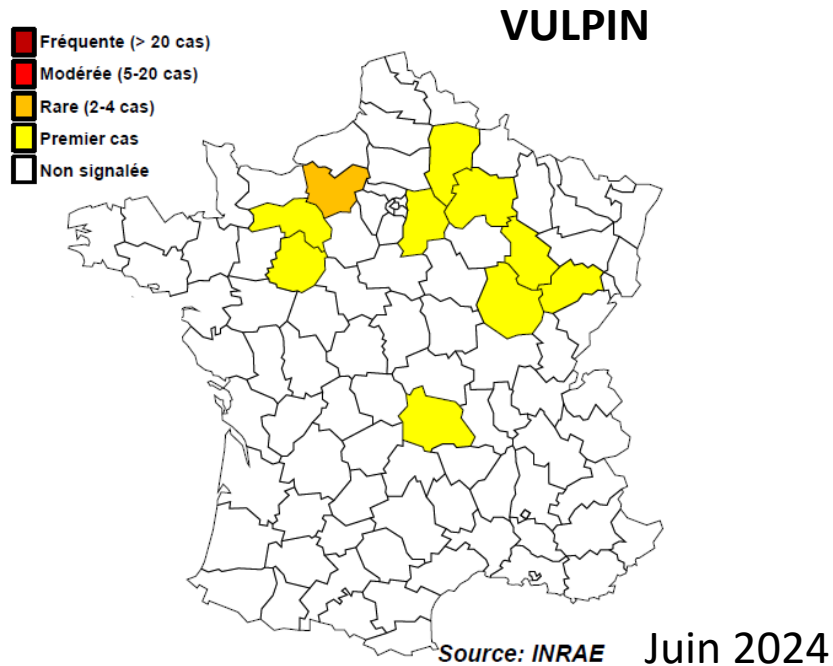 VULPIN
Fréquente (> 20 cas)
Modérée (5-20 cas)
Rare (2-4 cas)
Premier cas
Non signalée
Source: INRAE
Juin 2024